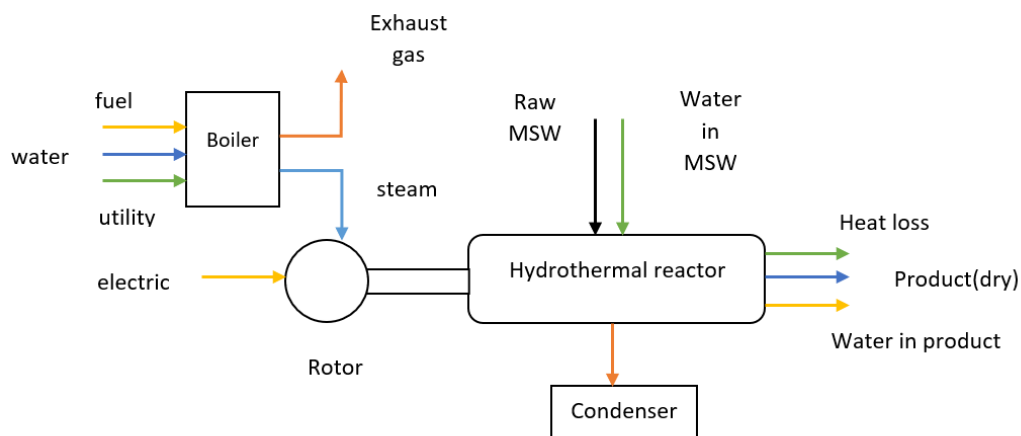 Exhaust
gas
fuel
Boiler
water
utility
steam
electric
Rotor
Raw
MSW
Water
in
MSW
Hydrothermal reactor
Heat loss
Product(dry)
Water in product
Condenser